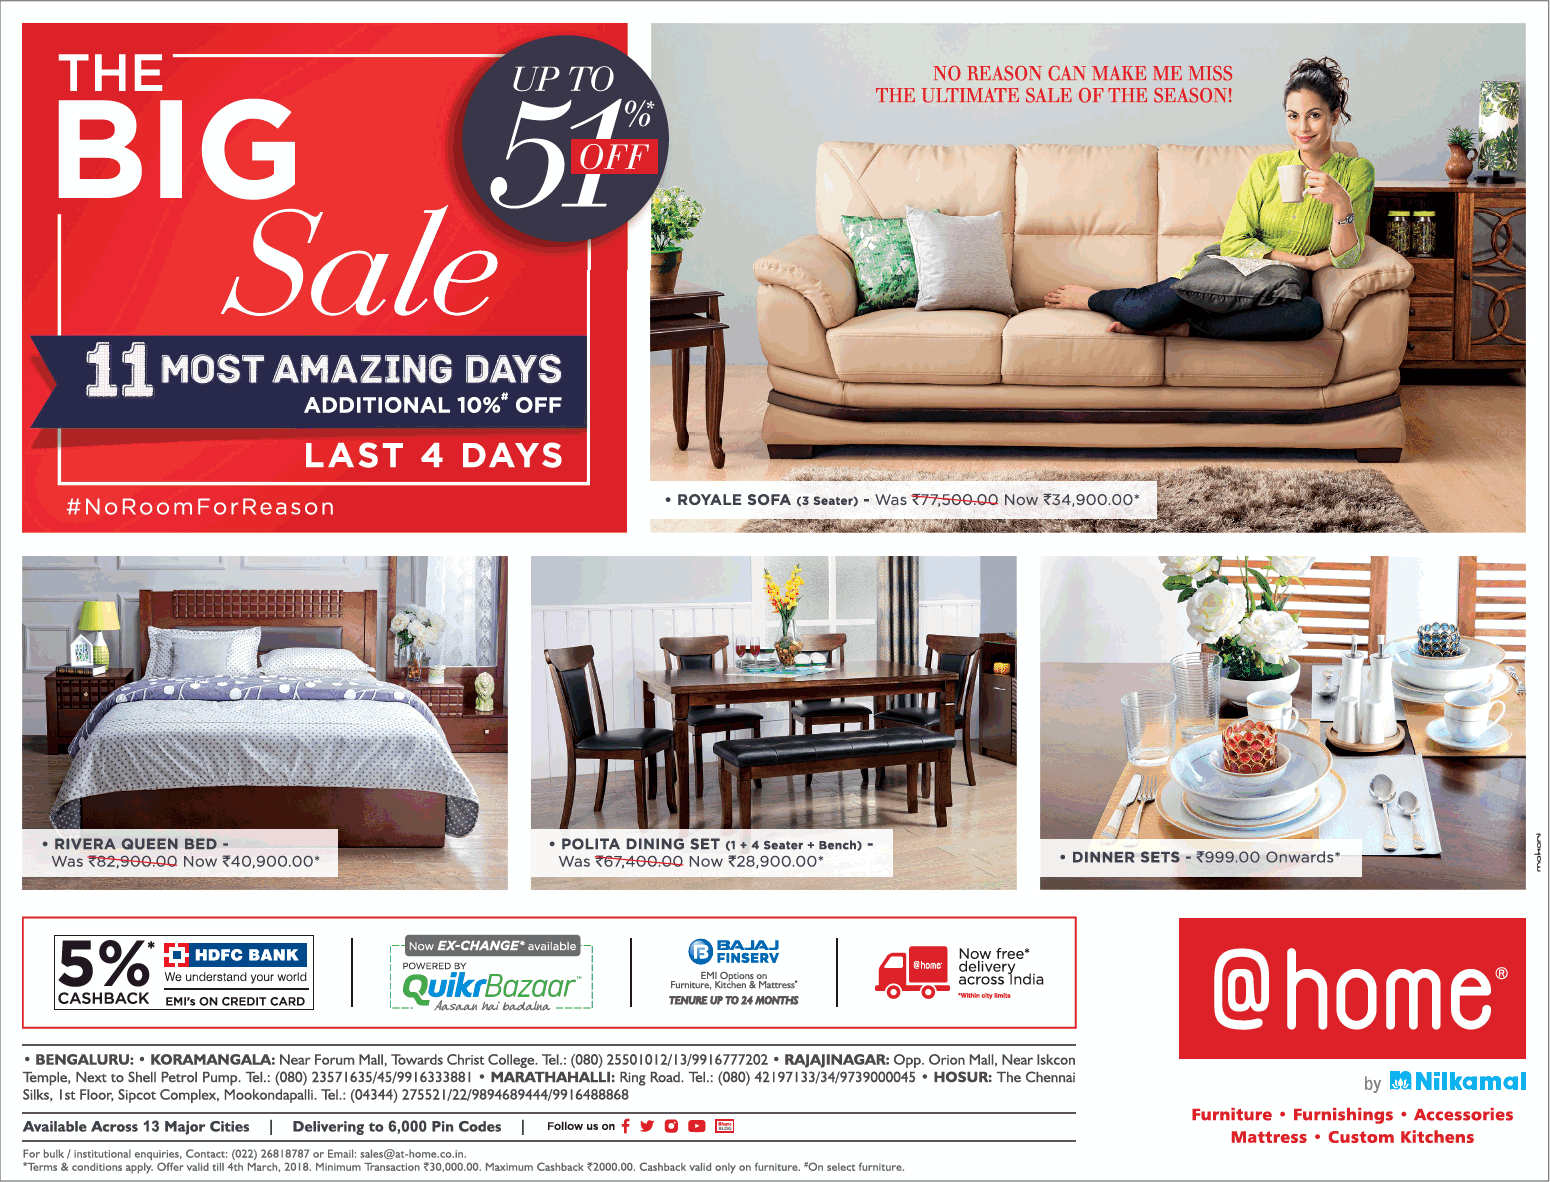 THE
BIG
Sale
UP TO
51%*
OFF
11 MOST AMAZING DAYS
ADDITIONAL 10%# OFF
LAST 4 DAYS
#NoRoomForReason
NO REASON CAN MAKE ME MISS
THE ULTIMATE SALE OF THE SEASON!
• ROYALE SOFA (3 Seater) - Was ₹77,500.00 Now ₹34,900.00*
• RIVERA QUEEN BED -
Was ₹82,900.00 Now ₹40,900.00*
• POLITA DINING SET (1 + 4 Seater + Bench) -
Was ₹67,400.00 Now ₹28,900.00*
• DINNER SETS - ₹999.00 Onwards*
makani
5%*
CASHBACK
HDFC BANK
We understand your world
EMI's ON CREDIT CARD
Now EX-CHANGE* available
POWERED BY
QuikrBazaar™
Aasaan hai badalna
BAJAJ
FINSERV
EMI Options on
Furniture, Kitchen & Mattress*
TENURE UP TO 24 MONTHS
@home
Now free*
delivery
across India
*Within city limits
@home®
by Nilkamal
Furniture • Furnishings • Accessories
Mattress • Custom Kitchens
• BENGALURU: • KORAMANGALA: Near Forum Mall, Towards Christ College. Tel.: (080) 25501012/13/9916777202 • RAJAJINAGAR: Opp. Orion Mall, Near Iskcon
Temple, Next to Shell Petrol Pump. Tel.: (080) 23571635/45/9916333881 • MARATHAHALLI: Ring Road. Tel.: (080) 42197133/34/9739000045 • HOSUR: The Chennai
Silks, 1st Floor, Sipcot Complex, Mookondapalli. Tel.: (04344) 275521/22/9894689444/9916488868
Available Across 13 Major Cities | Delivering to 6,000 Pin Codes | Follow us on
For bulk / institutional enquiries, Contact: (022) 26818787 or Email: sales@at-home.co.in.
*Terms & conditions apply. Offer valid till 4th March, 2018. Minimum Transaction ₹30,000.00. Maximum Cashback ₹2000.00. Cashback valid only on furniture. #On select furniture.